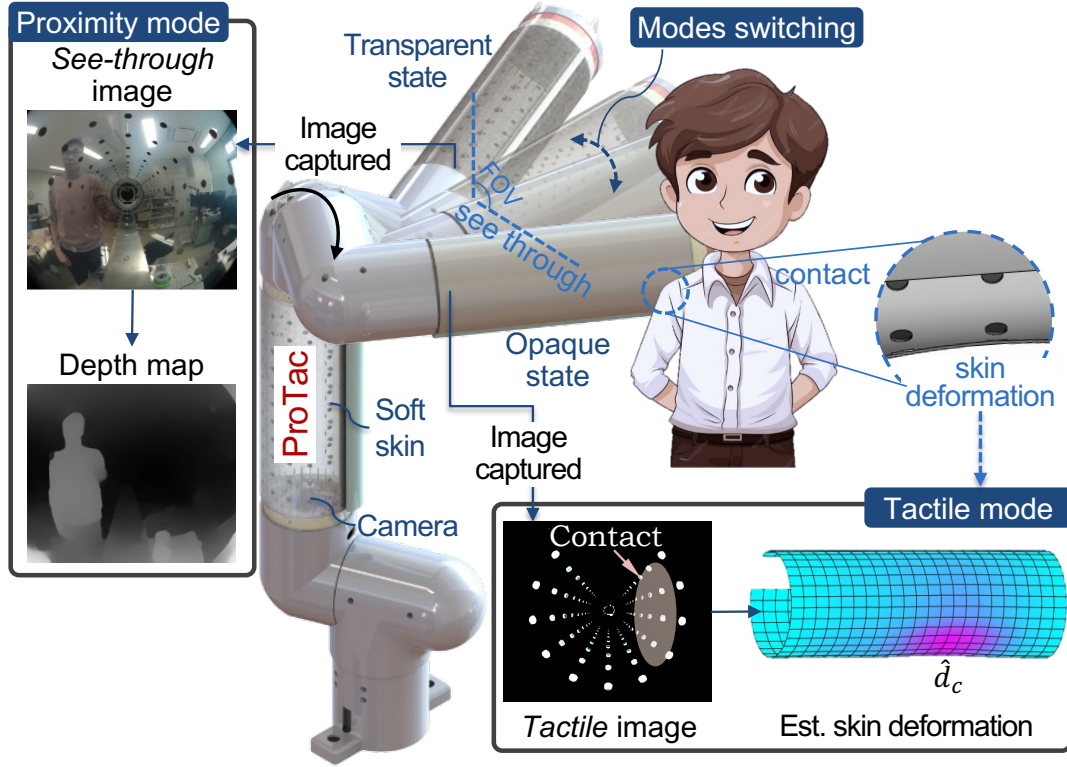 Proximity mode
See-through
image
Depth map
Transparent
state
Modes switching
Image
captured
FOV
see through
contact
Opaque
state
skin
deformation
ProTac
Soft
skin
Camera
Image
captured
Tactile mode
Contact
Tactile image
d̂_c
Est. skin deformation